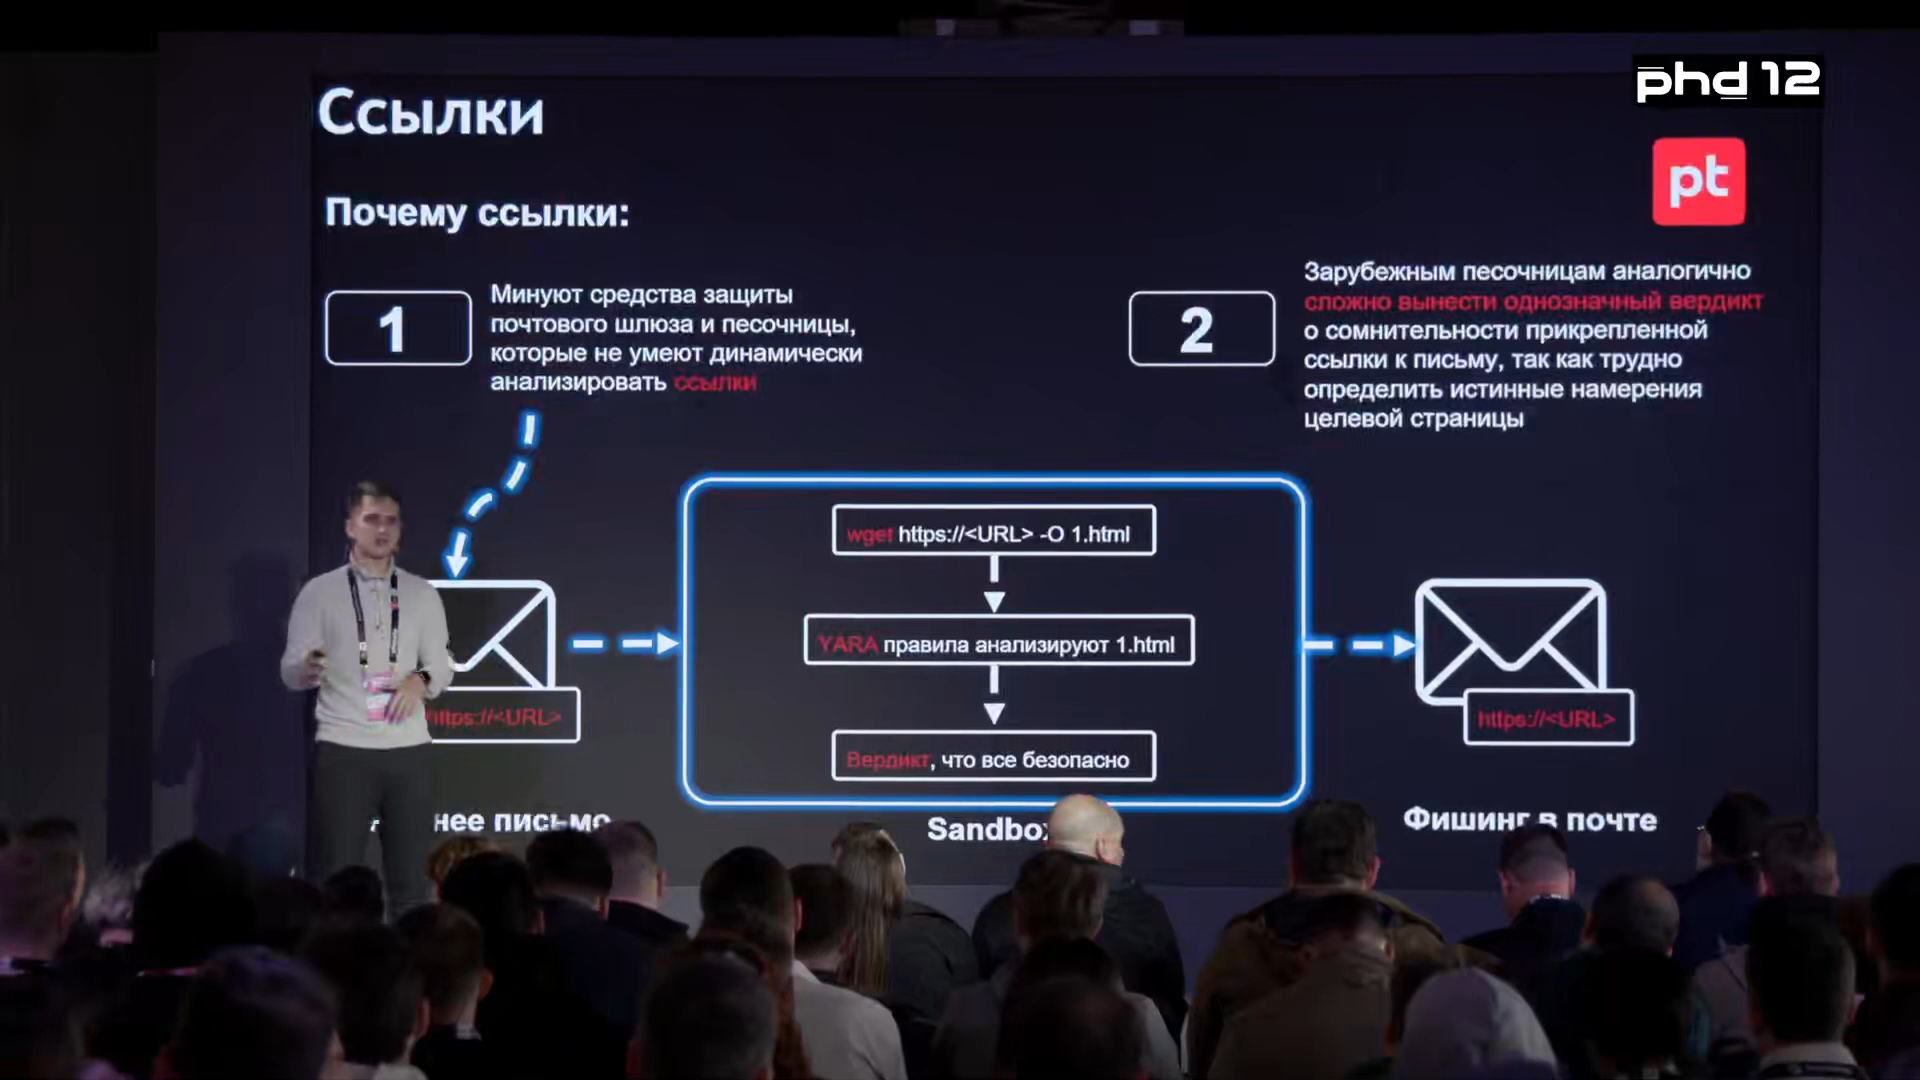 phd 12
Ссылки
pt
Почему ссылки:
1
Минуют средства защиты
почтового шлюза и песочницы,
которые не умеют динамически
анализировать ссылки
2
Зарубежным песочницам аналогично
сложно вынести однозначный вердикт
о сомнительности прикрепленной
ссылки к письму, так как трудно
определить истинные намерения
целевой страницы
wget https://<URL> -O 1.html
YARA правила анализируют 1.html
Вердикт, что все безопасно
https://<URL>
https://<URL>
письмо
Sandbox
Фишинг в почте